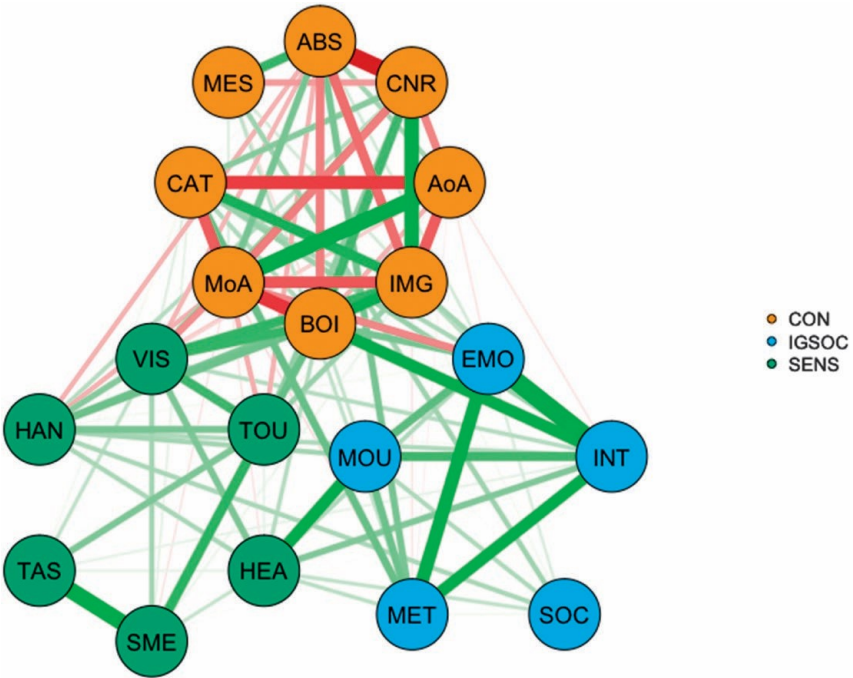 ABS
MES
CNR
CAT
AoA
MoA
IMG
BOI
CON
IGSOC
SENS
VIS
EMO
HAN
TOU
MOU
INT
TAS
HEA
MET
SOC
SME